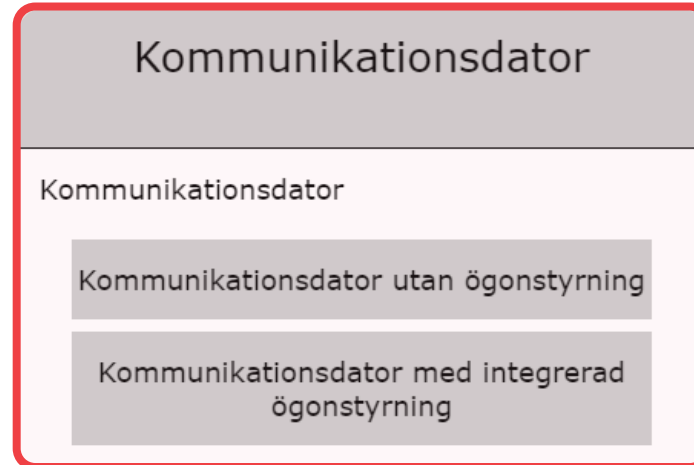 Kommunikationsdator
Kommunikationsdator
Kommunikationsdator utan ögonstyrning
Kommunikationsdator med integrerad
ögonstyrning